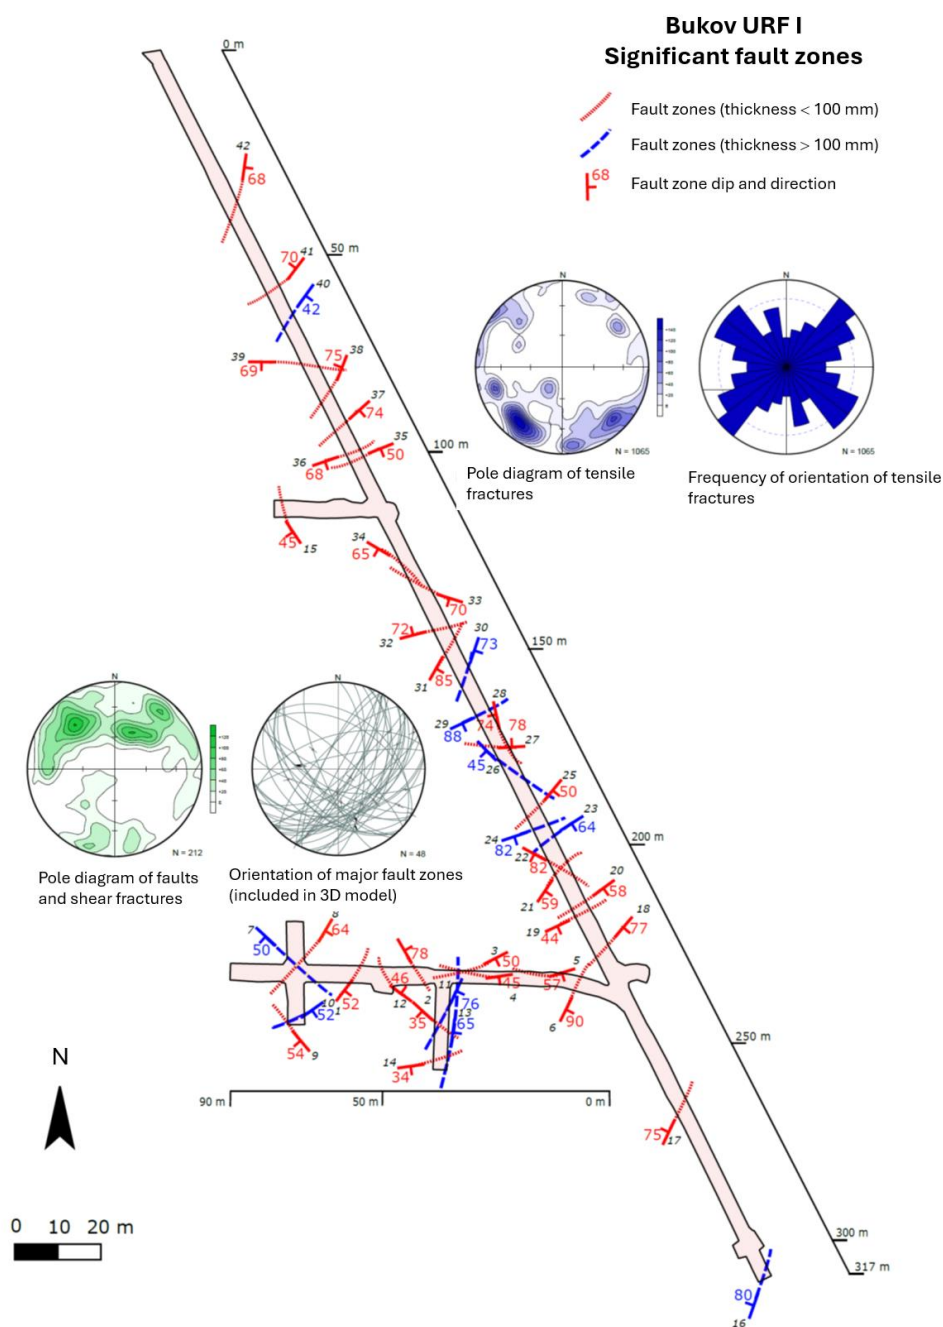 Bukov URF I
Significant fault zones
Fault zones (thickness < 100 mm)
Fault zones (thickness > 100 mm)
68
Fault zone dip and direction
0 m
42
68
50 m
70
41
40
42
39
69
75
38
37
74
35
50
36
68
100 m
N
N = 1065
Pole diagram of tensile
fractures
N
N = 1065
Frequency of orientation of tensile
fractures
45
15
34
65
33
70
72
32
30
73
31
85
150 m
28
74
78
29
88
27
45
26
25
50
23
64
24
82
22
82
200 m
21
59
20
58
19
44
18
77
N
N = 212
Pole diagram of faults
and shear fractures
N
N = 48
Orientation of major fault zones
(included in 3D model)
7
50
8
64
78
3
50
5
57
45
4
46
11
10
52
1
52
12
2
76
13
65
35
6
90
54
9
14
34
250 m
90 m
50 m
0 m
75
17
N
0 10 20 m
300 m
317 m
80
16